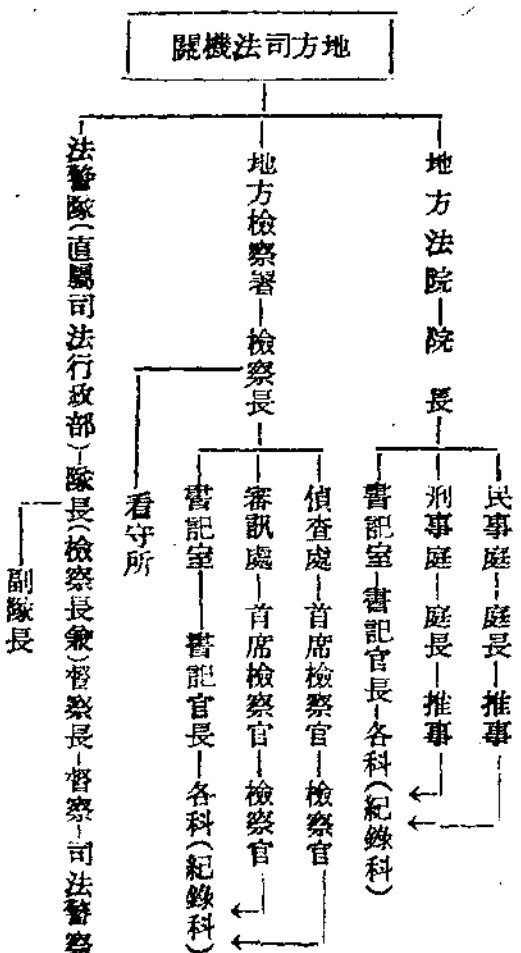 地方司法機關
地方法院－院長
民事庭－庭長－推事
刑事庭－庭長－推事
書記室－書記官長－各科(紀錄科)
地方檢察署－檢察長
偵查處－首席檢察官－檢察官
審訊處－首席檢察官－檢察官
書記室－書記官長－各科(紀錄科)
看守所
法警隊(直屬司法行政部)－隊長(檢察長兼)督察長－督察－司法警察
副隊長